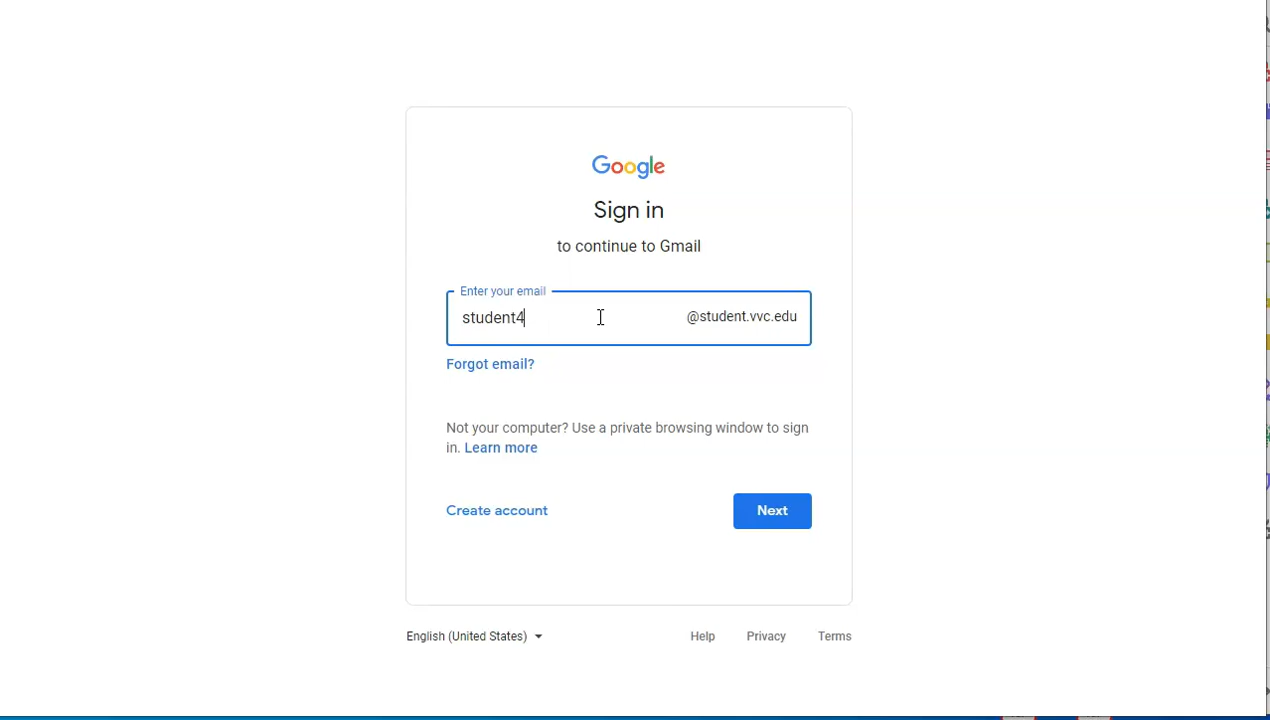 Google
Sign in
to continue to Gmail
Enter your email
student4 @student.vvc.edu
Forgot email?
Not your computer? Use a private browsing window to sign
in. Learn more
Create account Next
English (United States) Help Privacy Terms